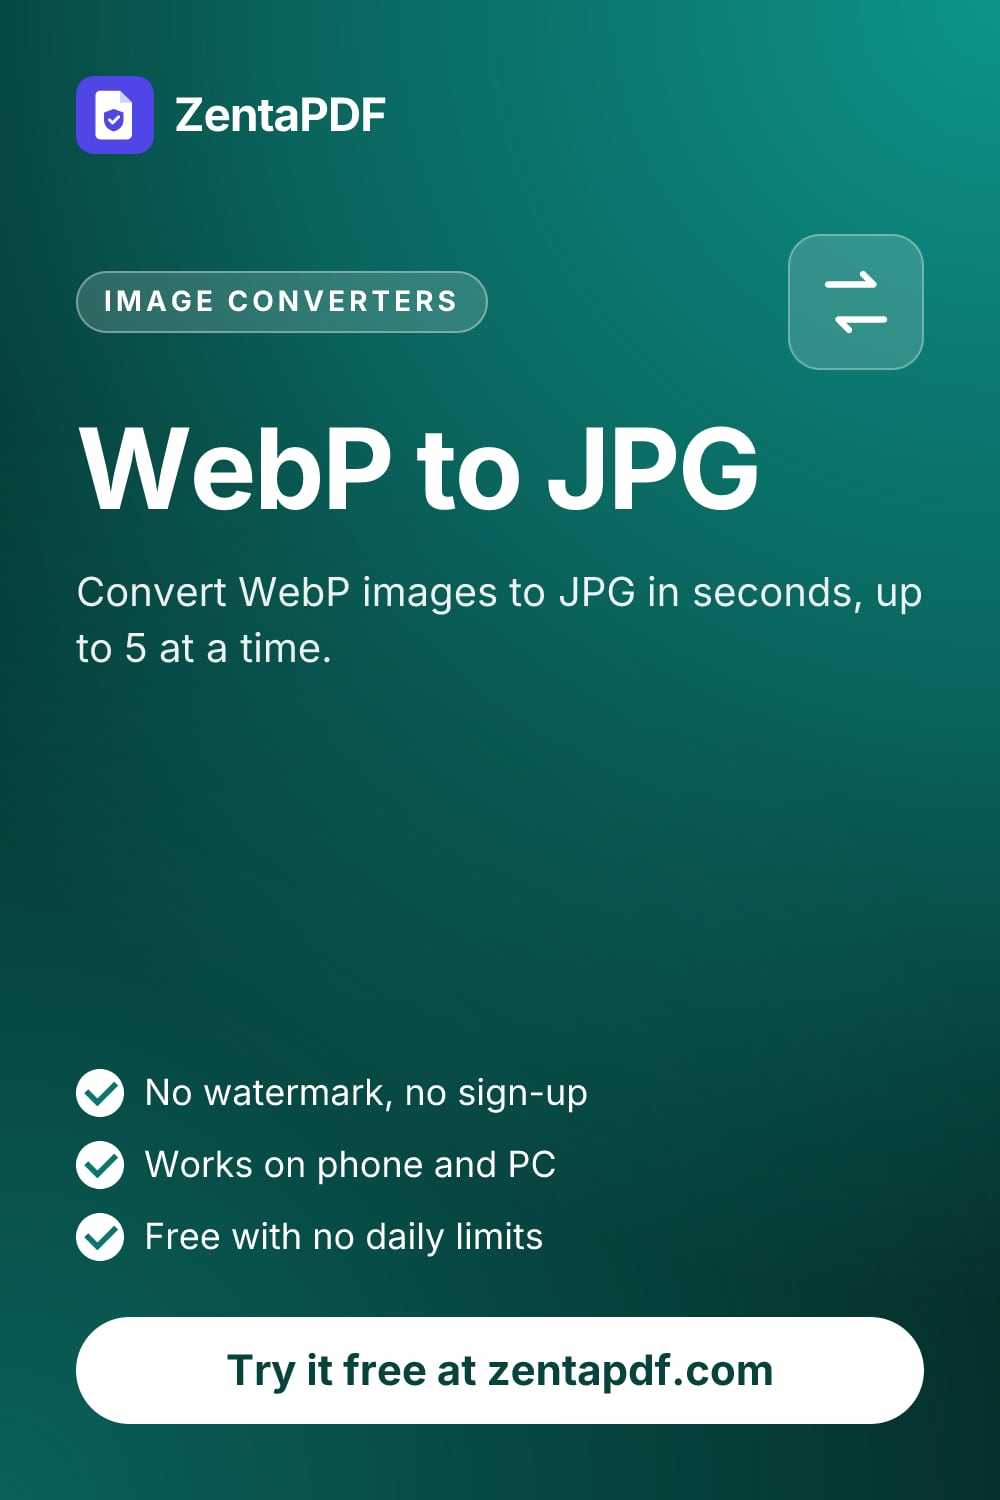 ZentaPDF
IMAGE CONVERTERS
WebP to JPG
Convert WebP images to JPG in seconds, up
to 5 at a time.
No watermark, no sign-up
Works on phone and PC
Free with no daily limits
Try it free at zentapdf.com